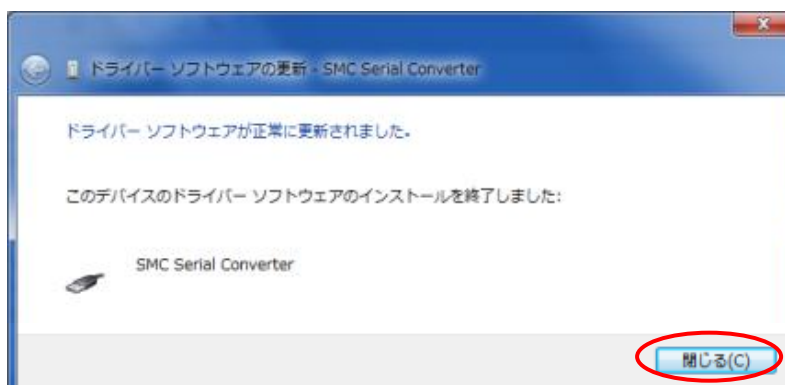 ドライバー ソフトウェアの更新 - SMC Serial Converter
ドライバー ソフトウェアが正常に更新されました。
このデバイスのドライバー ソフトウェアのインストールを終了しました:
SMC Serial Converter
閉じる(C)